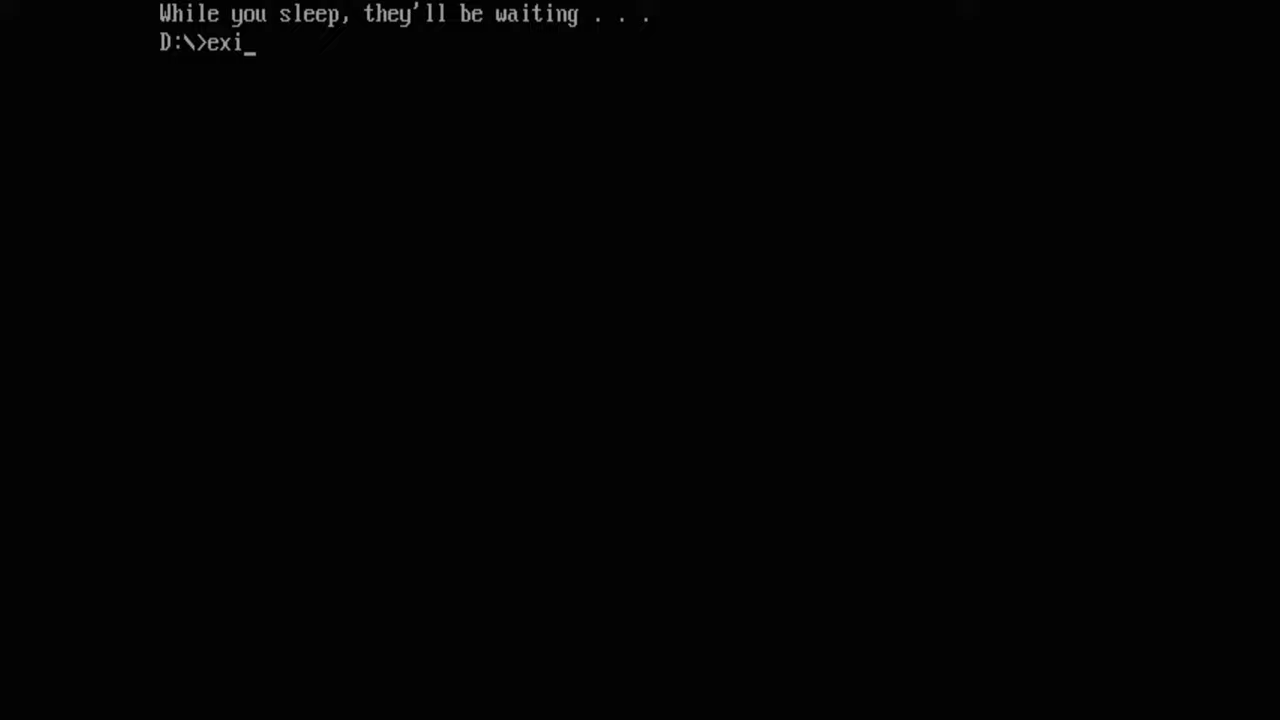 While you sleep, they'll be waiting . . .
D:\>exi_